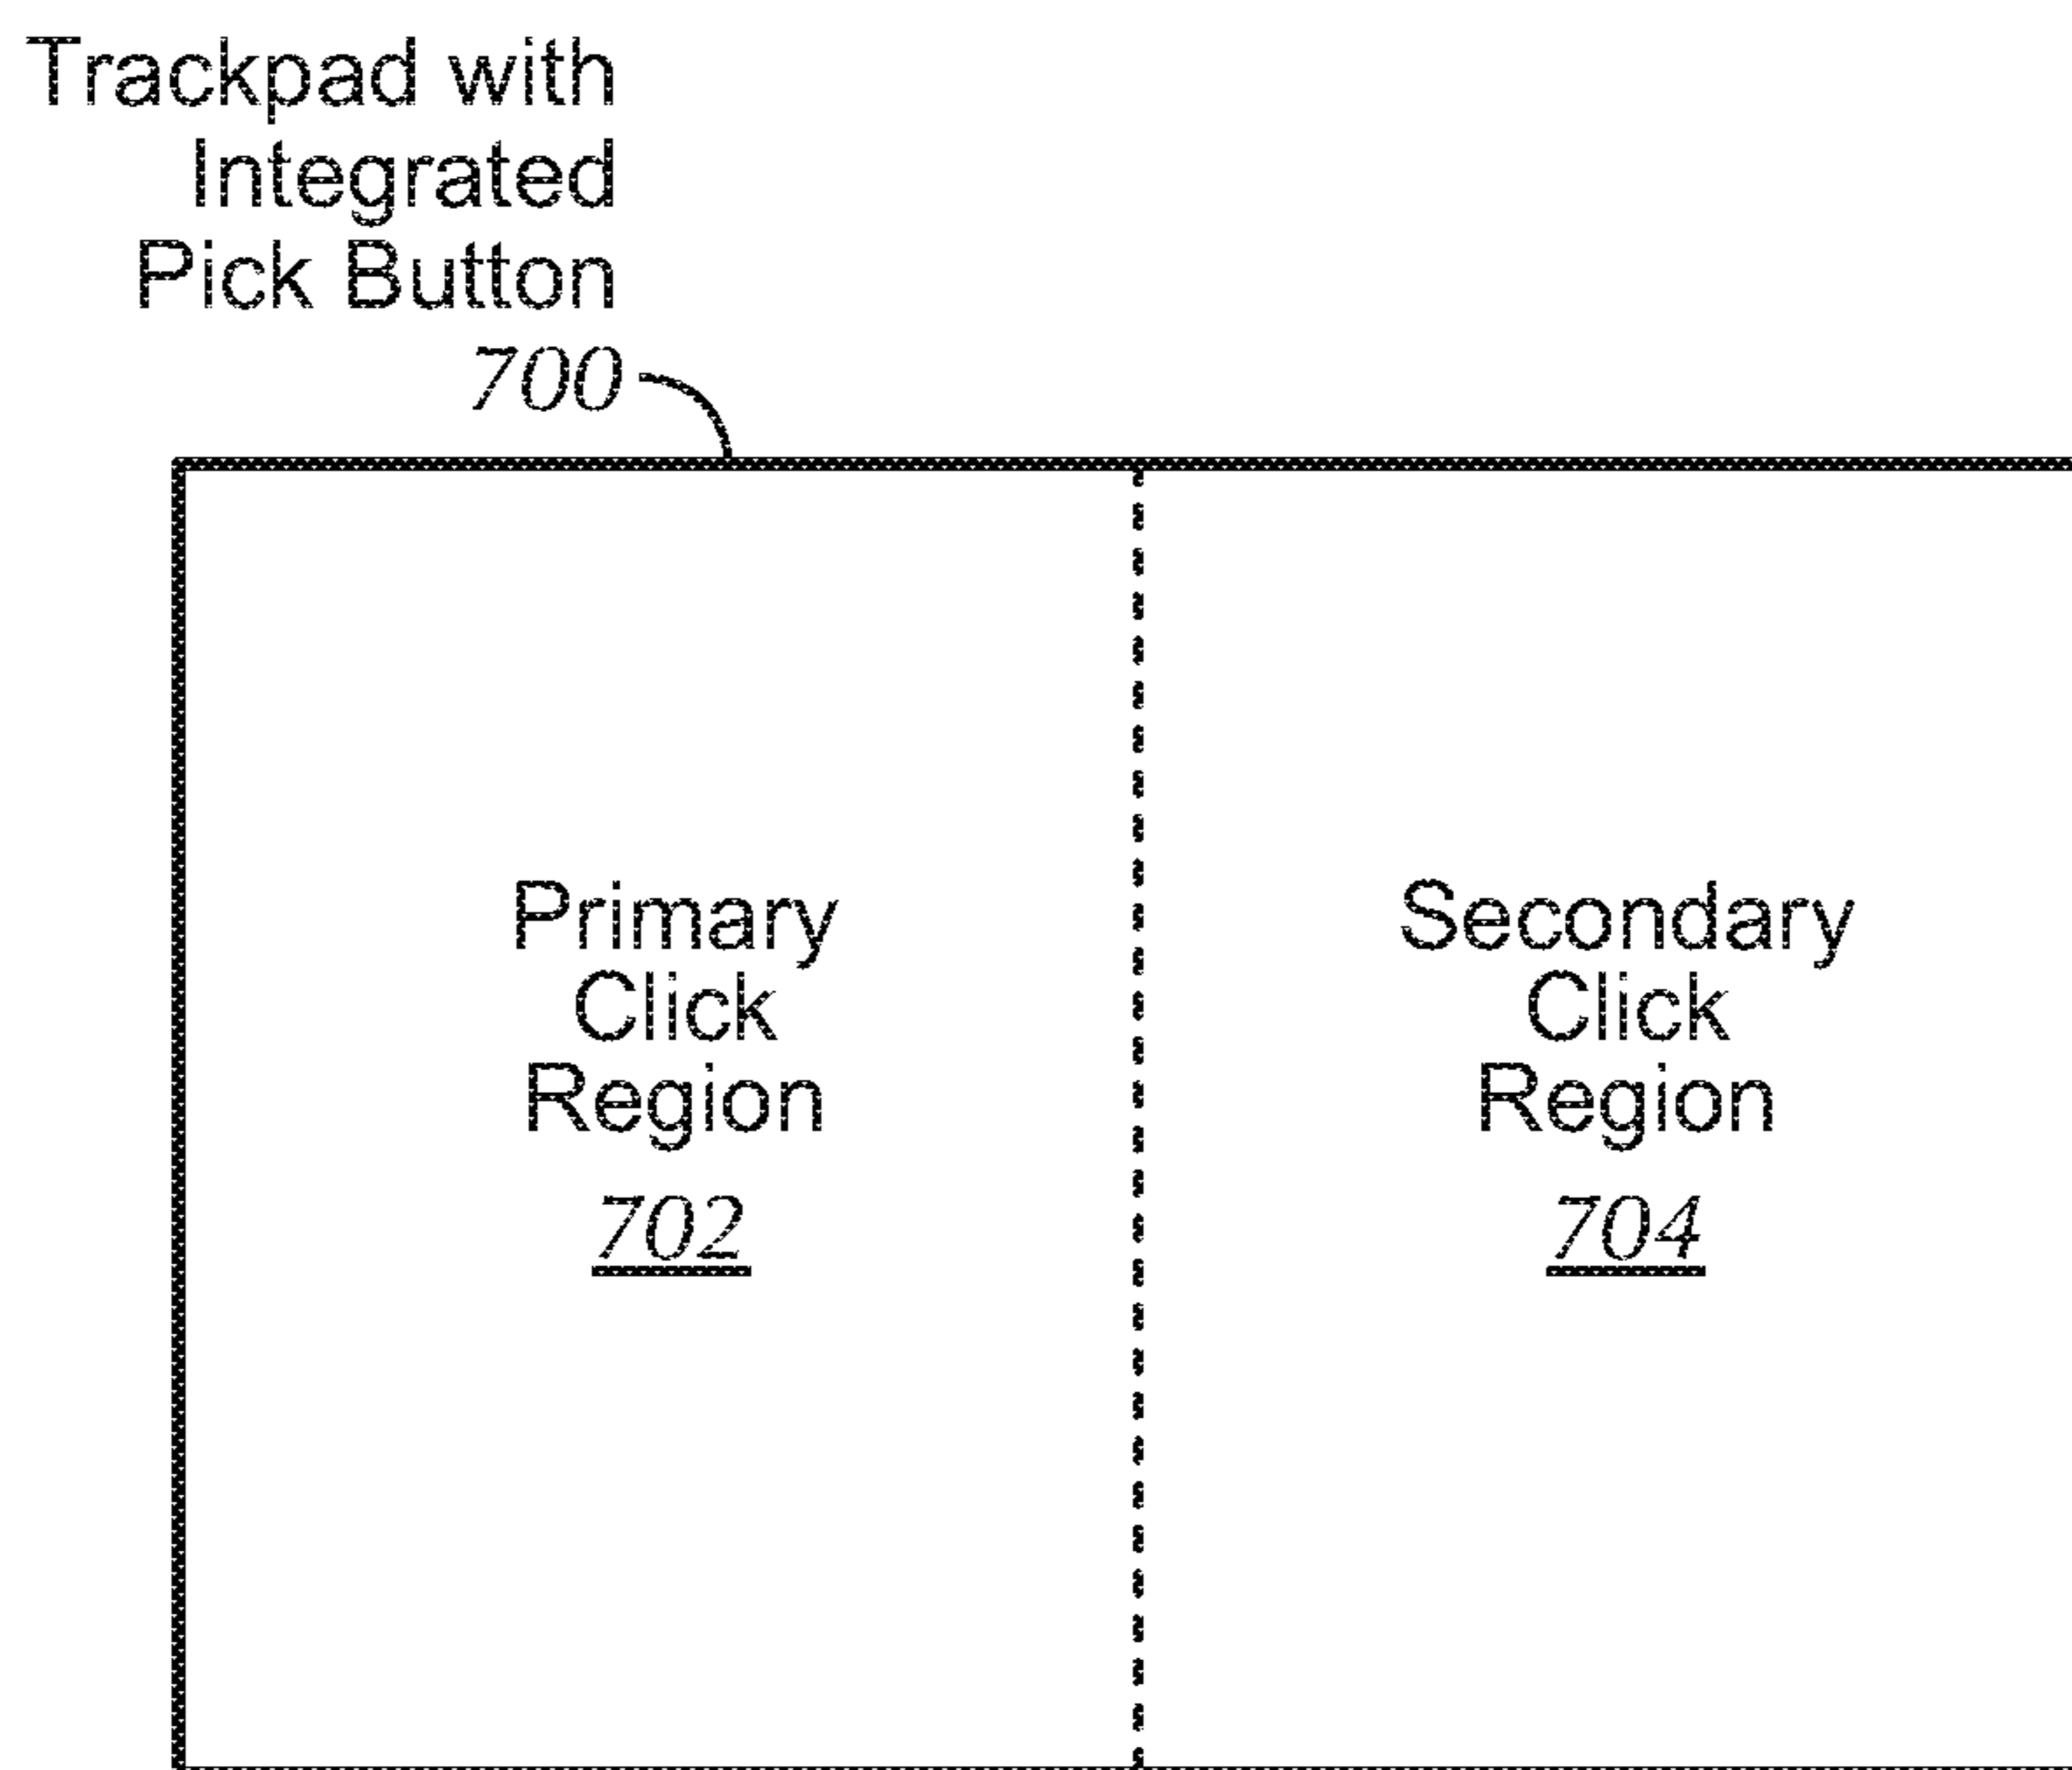 Trackpad with
Integrated
Pick Button
700
Primary
Click
Region
702
Secondary
Click
Region
704